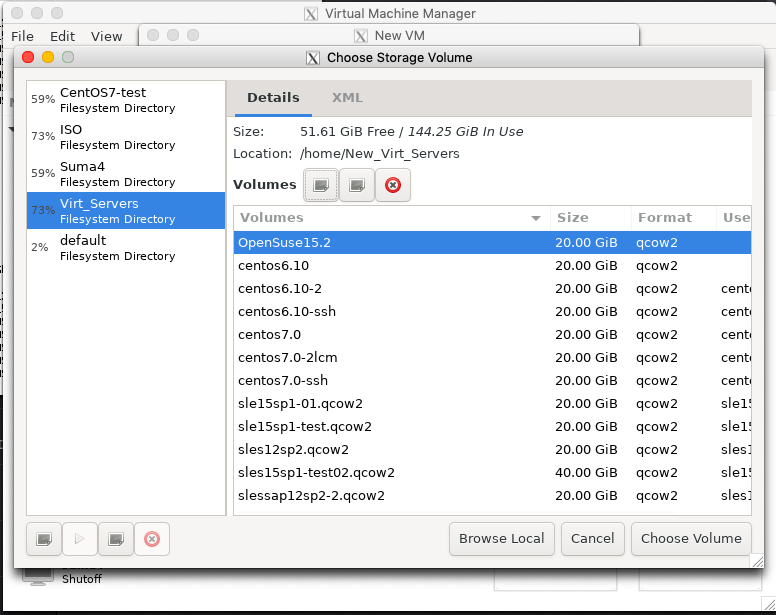 Virtual Machine Manager
File Edit View
New VM
Choose Storage Volume
59% CentOS7-test
Filesystem Directory
73% ISO
Filesystem Directory
59% Suma4
Filesystem Directory
73% Virt_Servers
Filesystem Directory
2% default
Filesystem Directory
Details XML
Size: 51.61 GiB Free / 144.25 GiB In Use
Location: /home/New_Virt_Servers
Volumes
Volumes Size Format Use
OpenSuse15.2 20.00 GiB qcow2
centos6.10 20.00 GiB qcow2
centos6.10-2 20.00 GiB qcow2 cent
centos6.10-ssh 20.00 GiB qcow2 cent
centos7.0 20.00 GiB qcow2 cent
centos7.0-2lcm 20.00 GiB qcow2 cent
centos7.0-ssh 20.00 GiB qcow2 cent
sle15sp1-01.qcow2 20.00 GiB qcow2 sle15
sle15sp1-test.qcow2 20.00 GiB qcow2 sle15
sles12sp2.qcow2 20.00 GiB qcow2 sles1
sles15sp1-test02.qcow2 40.00 GiB qcow2 sle15
slessap12sp2-2.qcow2 20.00 GiB qcow2 sles1
Browse Local Cancel Choose Volume
Shutoff